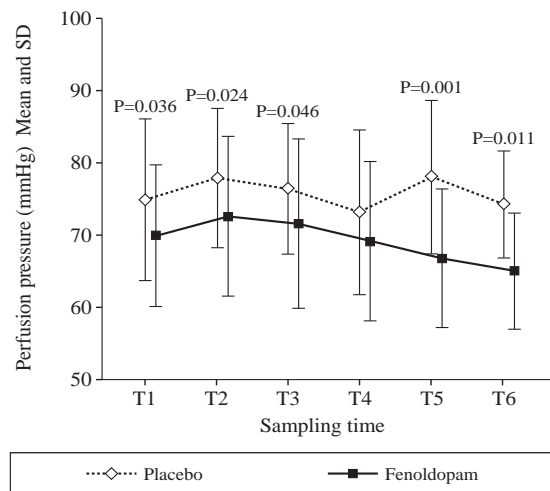 Perfusion pressure (mmHg)  Mean and SD
100
90
80
70
60
50
P=0.036
P=0.024
P=0.046
P=0.001
P=0.011
T1 T2 T3 T4 T5 T6
Sampling time
Placebo Fenoldopam